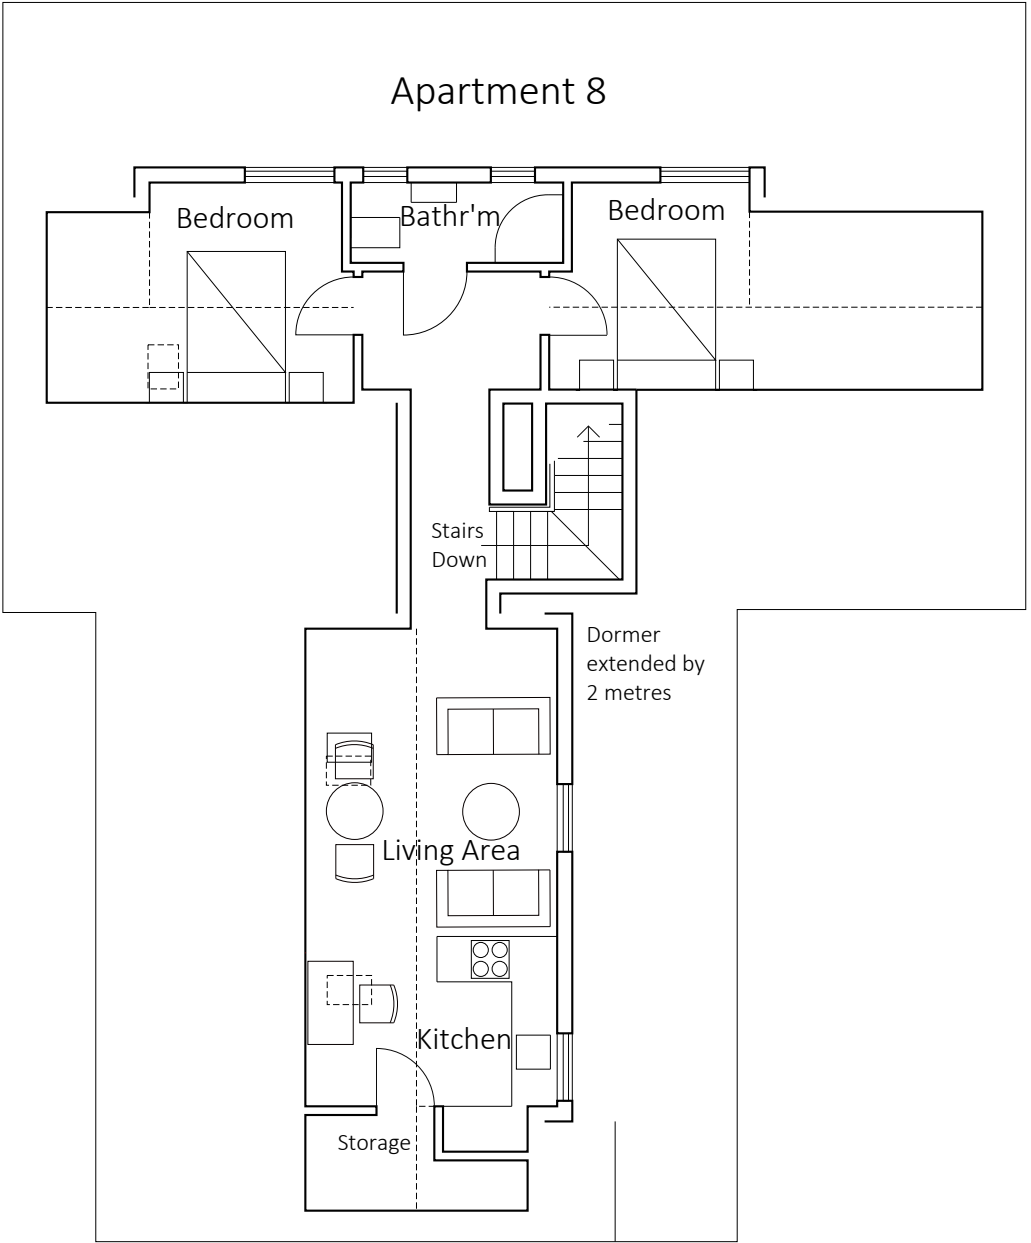 Apartment 8
Bedroom
Bathr'm
Bedroom
Stairs
Down
Dormer
extended by
2 metres
Living Area
Kitchen
Storage